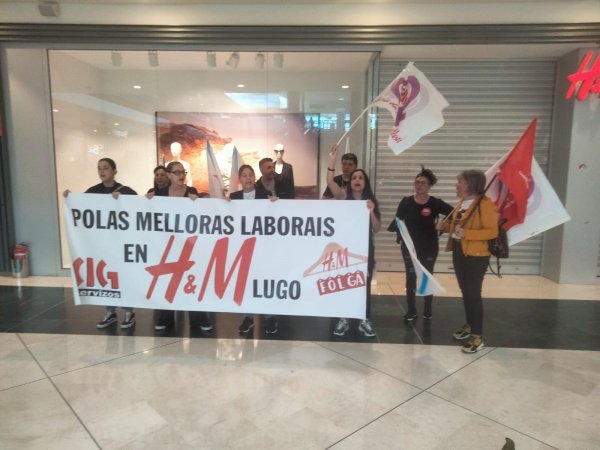 H&M
POLAS MELLORAS LABORAIS
EN H&M LUGO
CIG
servizos
H&M
FOLGA